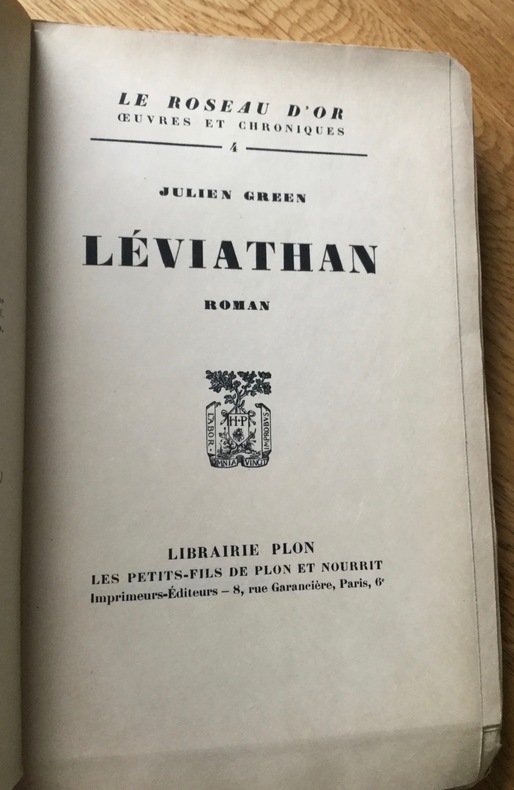 LE ROSEAU D'OR
ŒUVRES ET CHRONIQUES
4
JULIEN GREEN
LÉVIATHAN
ROMAN
H·P
LABOR
IMPROBVS
OMNIA VINCIT
LIBRAIRIE PLON
LES PETITS-FILS DE PLON ET NOURRIT
Imprimeurs-Éditeurs – 8, rue Garancière, Paris, 6e